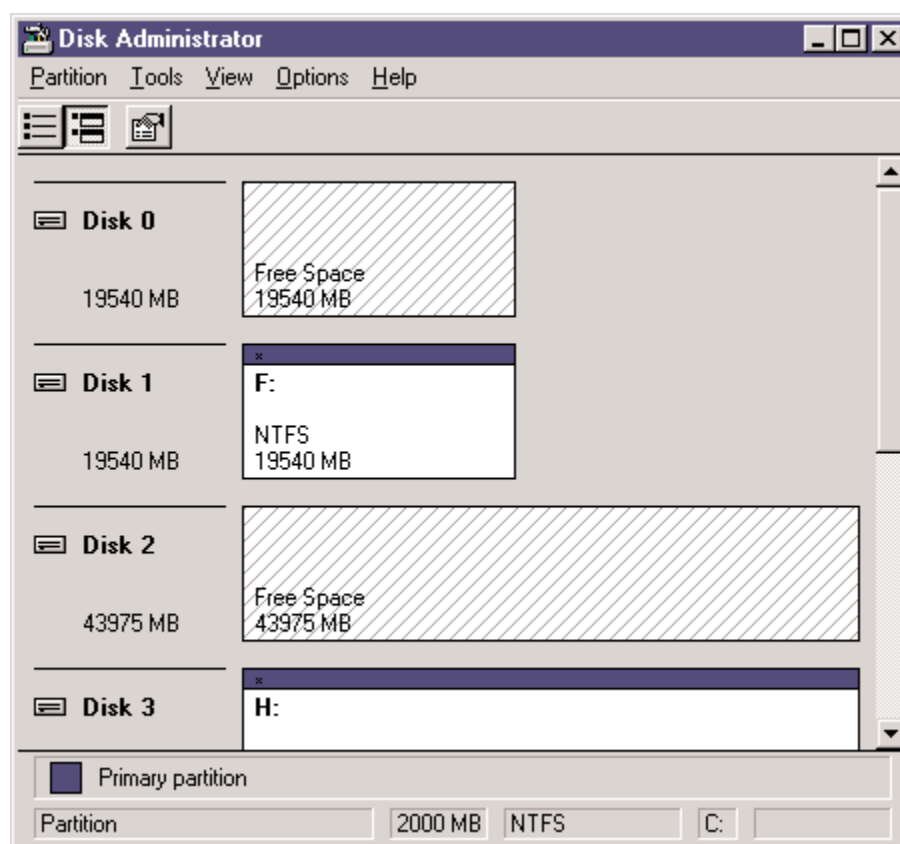 Disk Administrator
Partition Tools View Options Help
Disk 0
19540 MB
Free Space
19540 MB
Disk 1
19540 MB
F:
NTFS
19540 MB
Disk 2
43975 MB
Free Space
43975 MB
Disk 3
H:
Primary partition
Partition 2000 MB NTFS C: